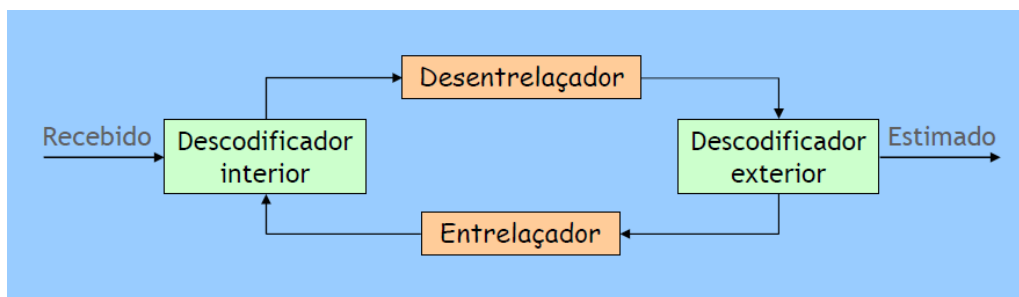 Desentrelaçador
Recebido
Descodificador
interior
Descodificador
exterior
Estimado
Entrelaçador